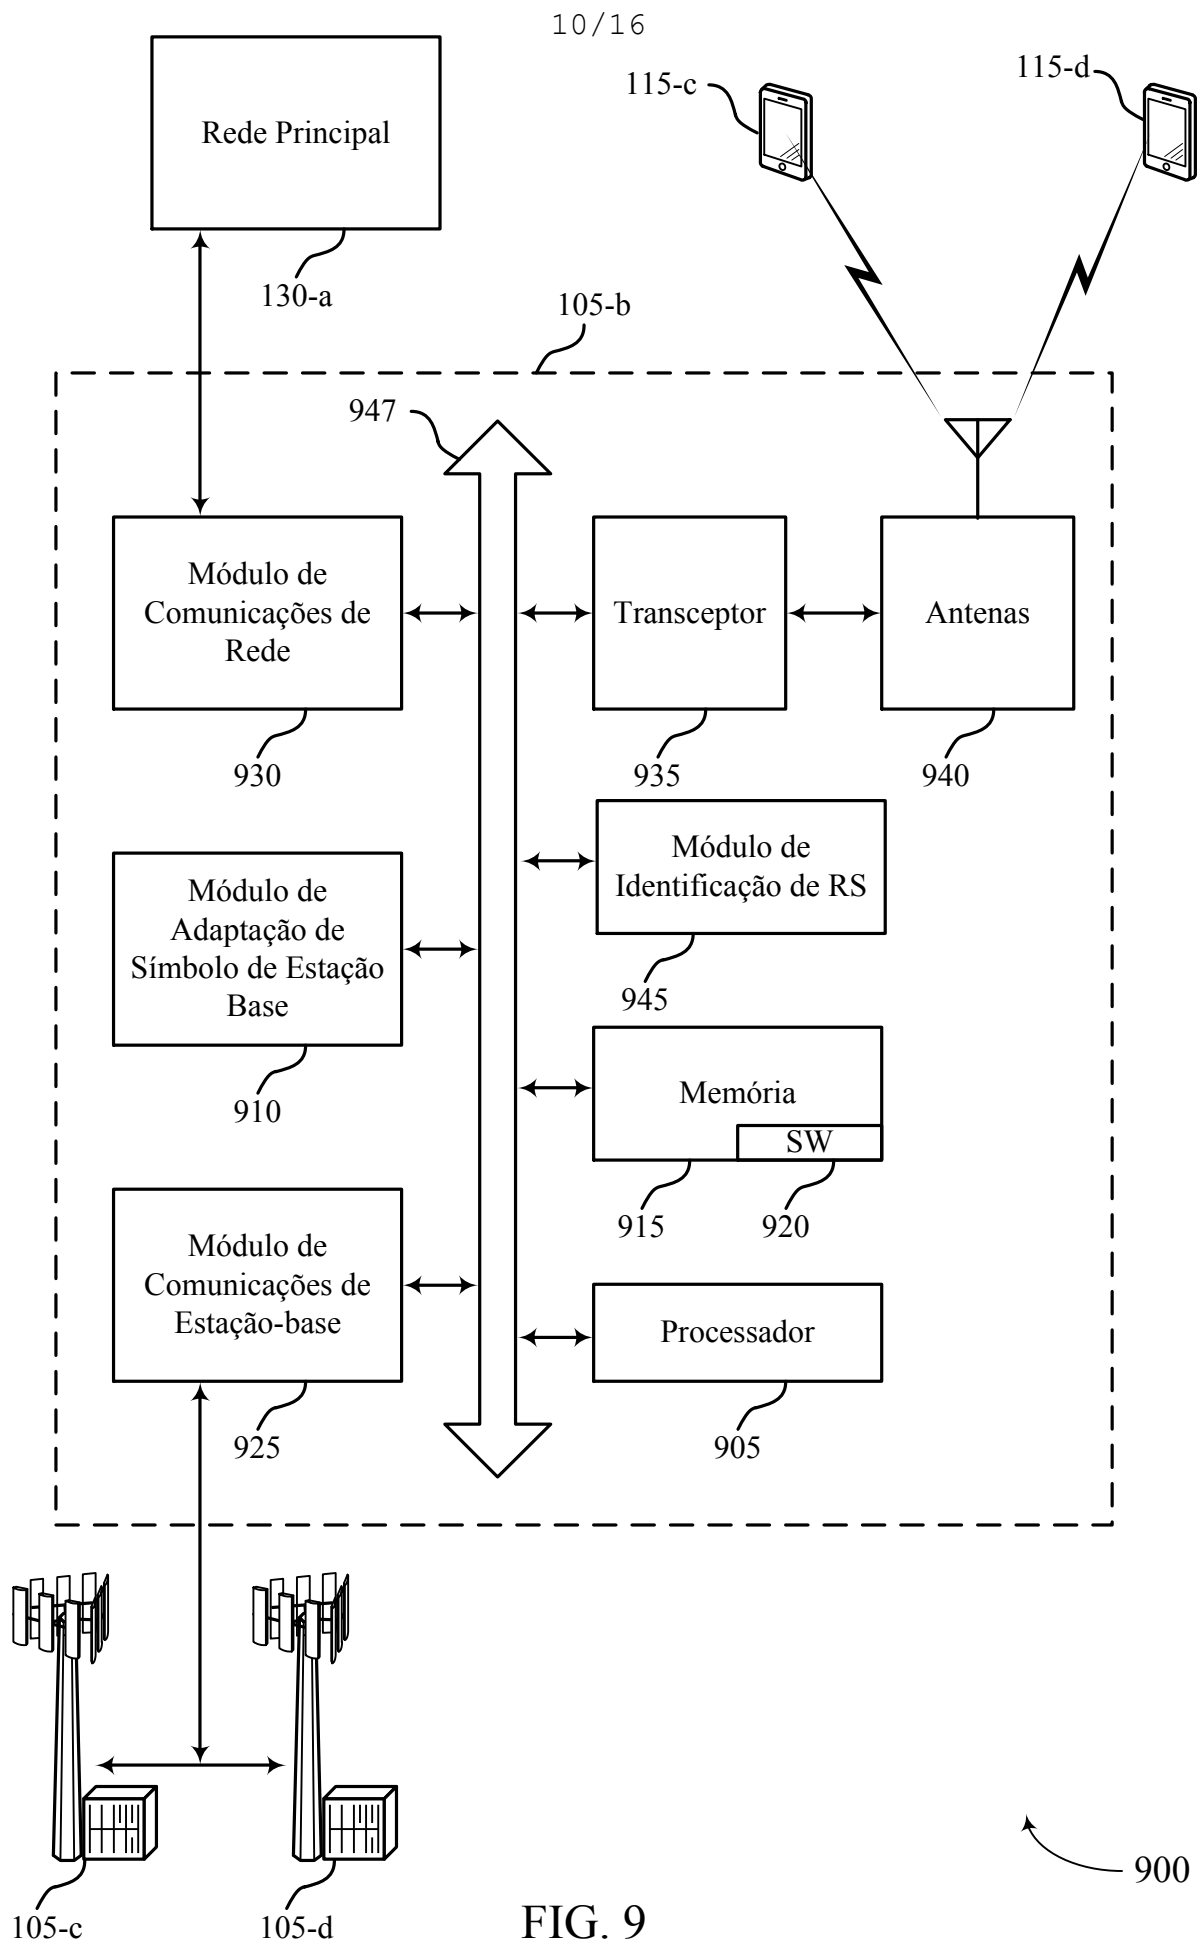 10/16
115-c
115-d
Rede Principal
130-a
105-b
947
Módulo de
Comunicações de
Rede
930
Transceptor
935
Antenas
940
Módulo de
Identificação de RS
945
Módulo de
Adaptação de
Símbolo de Estação
Base
910
Memória
SW
915
920
Módulo de
Comunicações de
Estação-base
925
Processador
905
105-c
105-d
900
FIG. 9